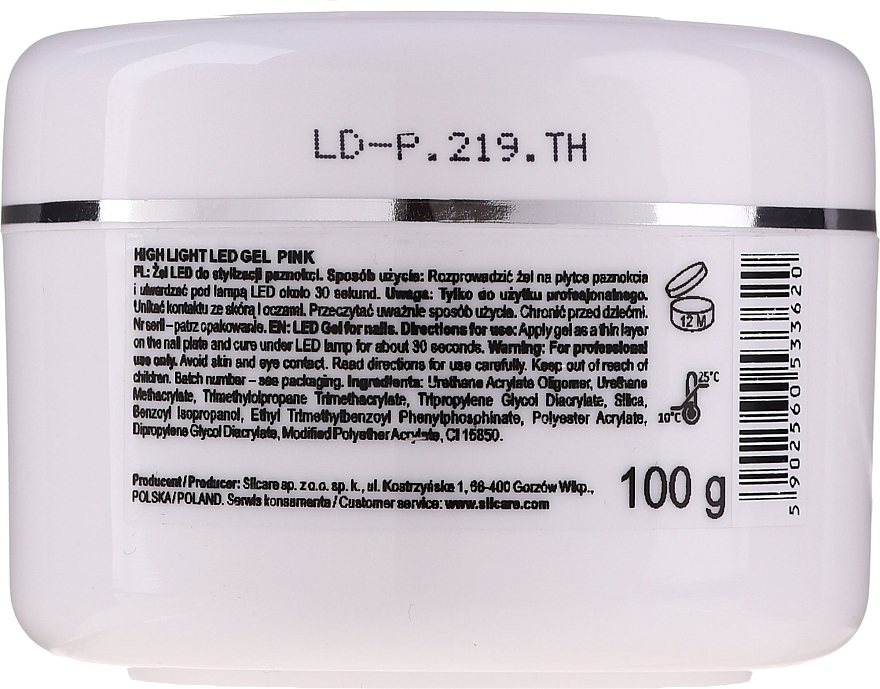 LD-P.219.TH
HIGH LIGHT LED GEL PINK
PL: Żel LED do stylizacji paznokci. Sposób użycia: Rozprowadzić żel na płytce paznokcia
i utwardzać pod lampą LED około 30 sekund. Uwaga: Tylko do użytku profesjonalnego.
Unikać kontaktu ze skórą i oczami. Przeczytać uważnie sposób użycia. Chronić przed dziećmi.
Nr serii – patrz opakowanie. EN: LED Gel for nails. Directions for use: Apply gel as a thin layer
on the nail plate and cure under LED lamp for about 30 seconds. Warning: For professional
use only. Avoid skin and eye contact. Read directions for use carefully. Keep out of reach of
children. Batch number – see packaging. Ingredients: Urethane Acrylate Oligomer, Urethane
Methacrylate, Trimethylolpropane Trimethacrylate, Tripropylene Glycol Diacrylate, Silica,
Benzoyl Isopropanol, Ethyl Trimethylbenzoyl Phenylphosphinate, Polyester Acrylate,
Dipropylene Glycol Diacrylate, Modified Polyether Acrylate, CI 15850.
Producent / Producer: Silcare sp. z o.o. sp. k., ul. Kostrzyńska 1, 66-400 Gorzów Wlkp.,
POLSKA / POLAND. Serwis konsumenta / Customer service: www.silcare.com
100 g
12 M
25°C
10°C
5 902560 533620